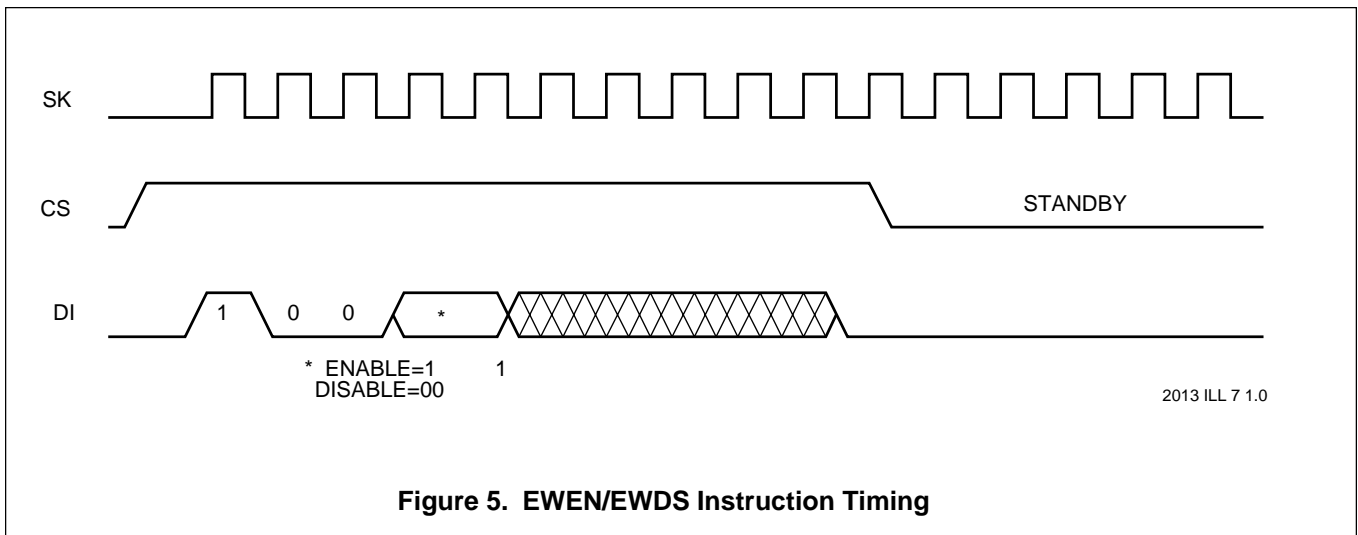 SK
CS
STANDBY
DI
1 0 0 *
* ENABLE=1 1
DISABLE=00
2013 ILL 7 1.0
Figure 5. EWEN/EWDS Instruction Timing